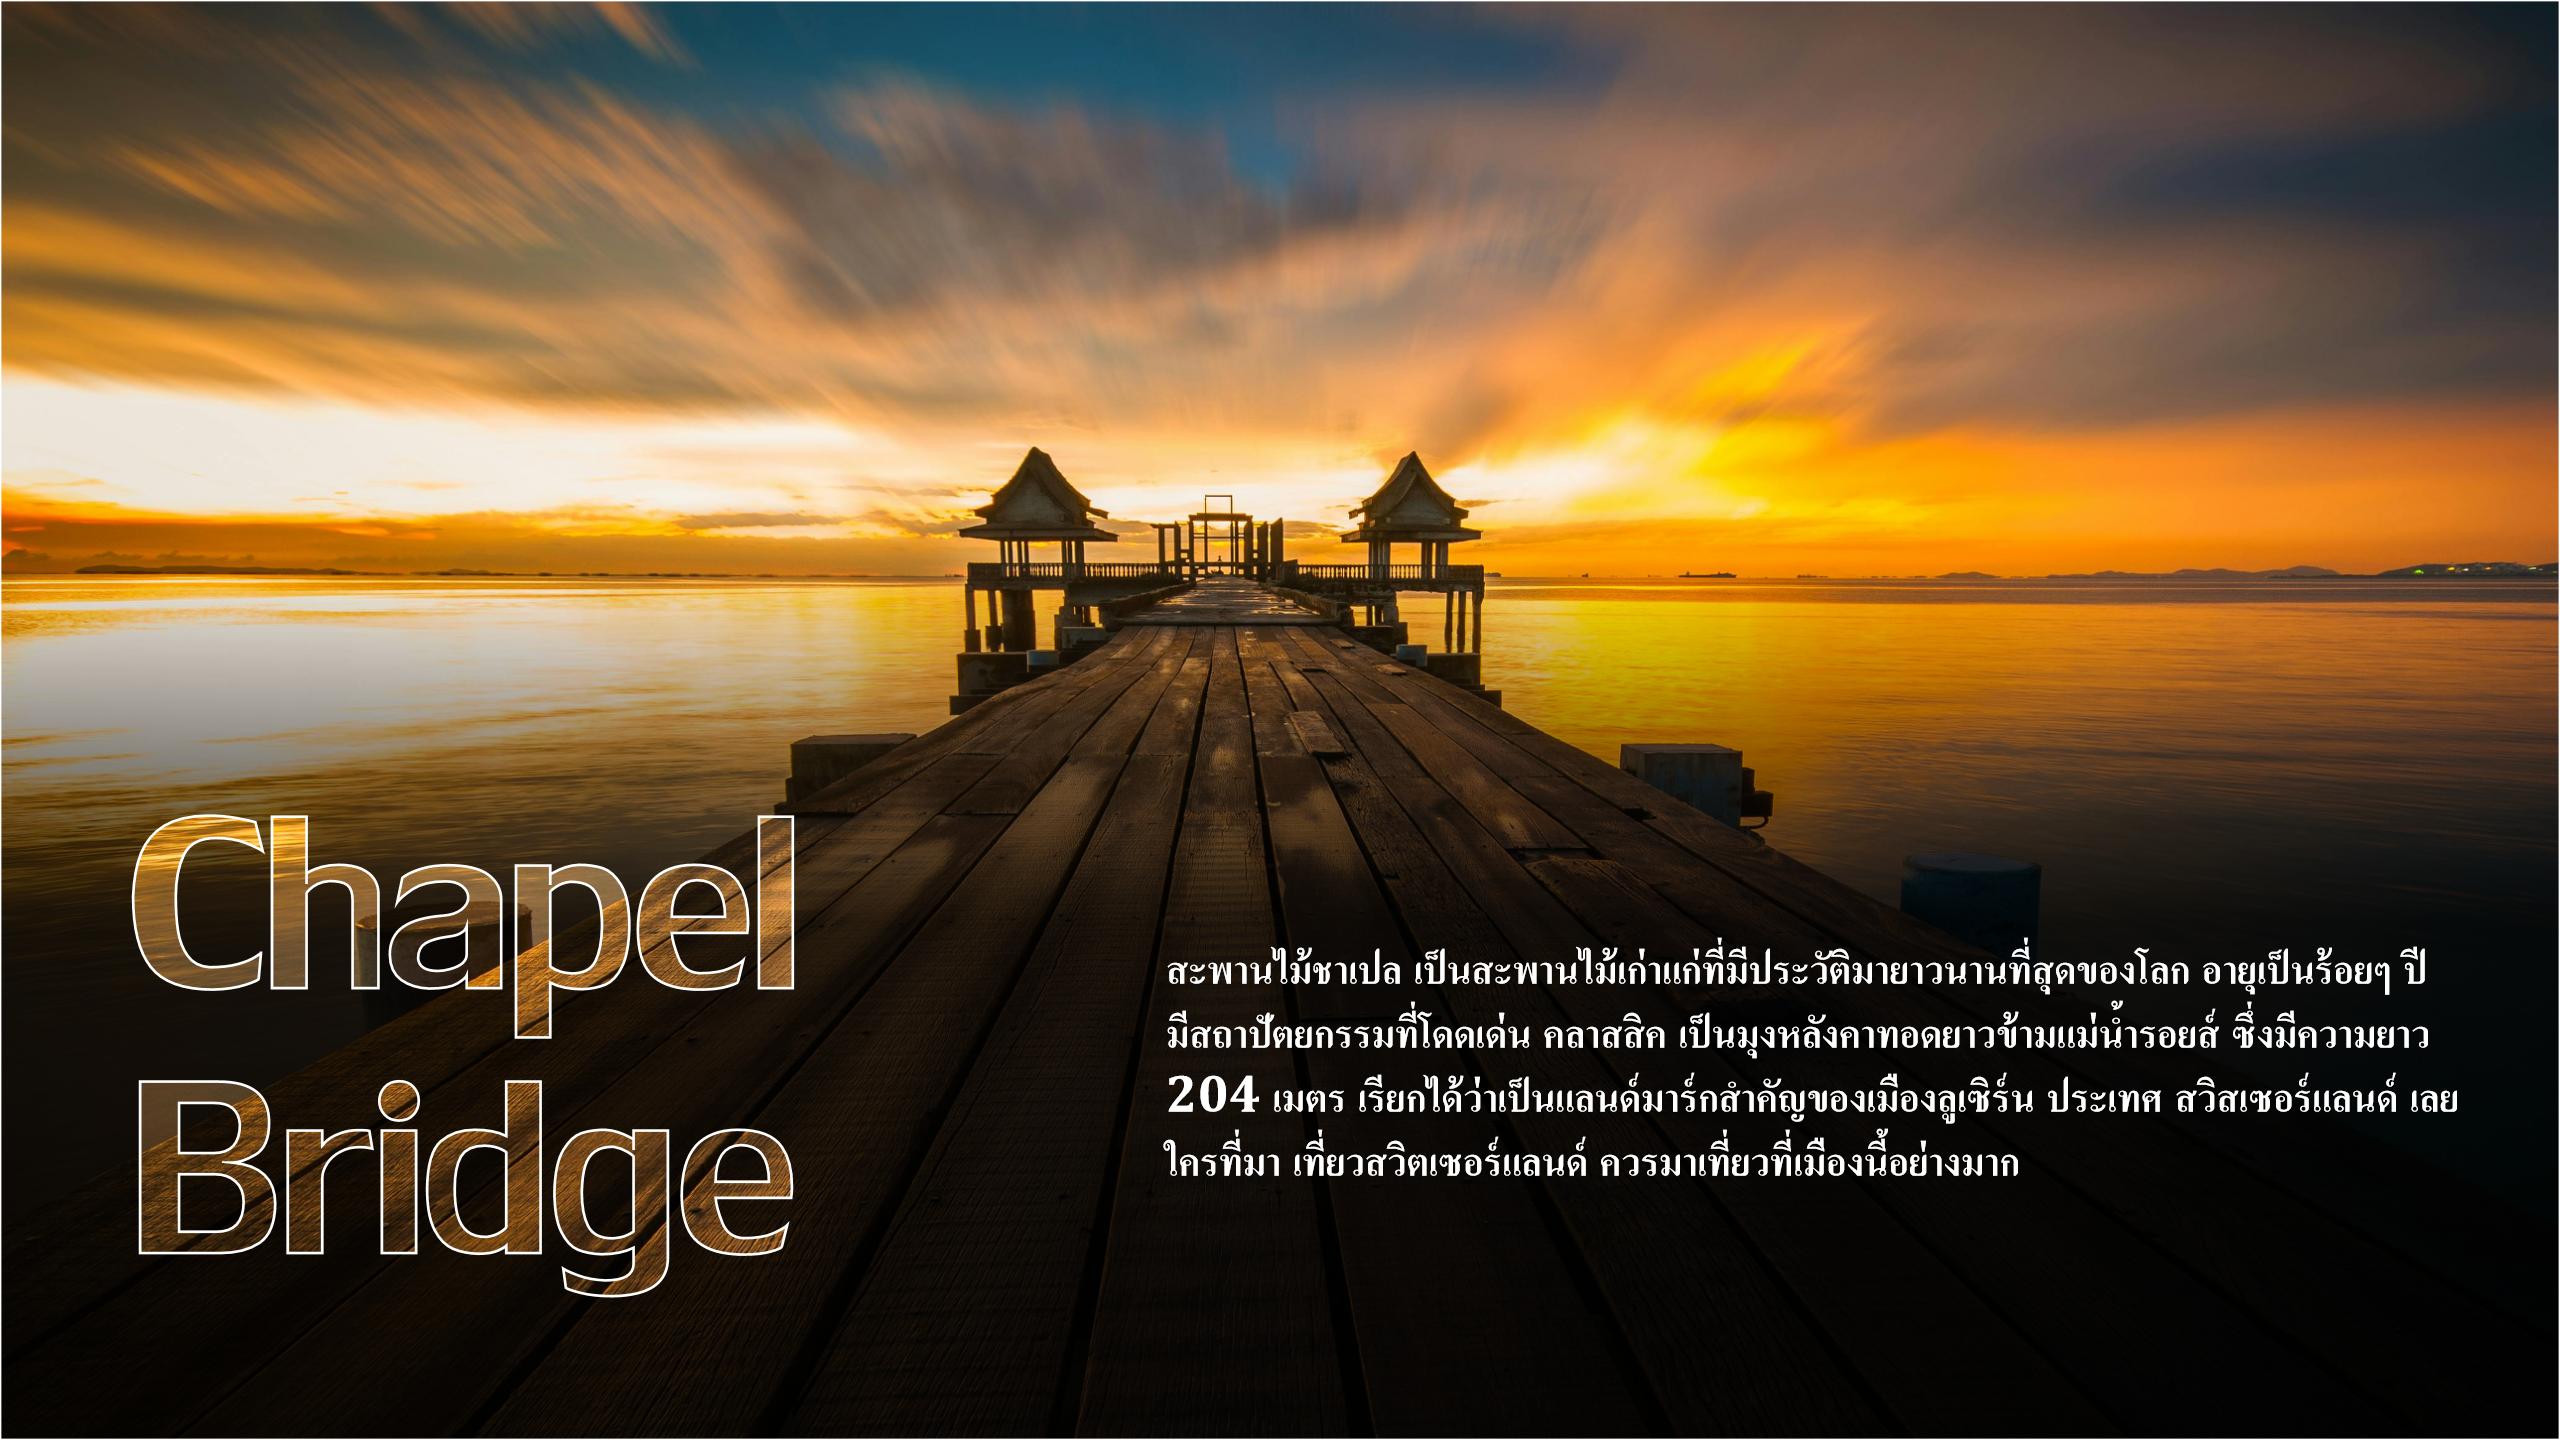 Chapel
Bridge
สะพานไม้ชาเปล เป็นสะพานไม้เก่าแก่ที่มีประวัติมายาวนานที่สุดของโลก อายุเป็นร้อยๆ ปี
มีสถาปัตยกรรมที่โดดเด่น คลาสสิค เป็นมุงหลังคาทอดยาวข้ามแม่น้ำรอยส์ ซึ่งมีความยาว
204 เมตร เรียกได้ว่าเป็นแลนด์มาร์กสำคัญของเมืองลูเซิร์น ประเทศ สวิสเซอร์แลนด์ เลย
ใครที่มา เที่ยวสวิตเซอร์แลนด์ ควรมาเที่ยวที่เมืองนี้อย่างมาก